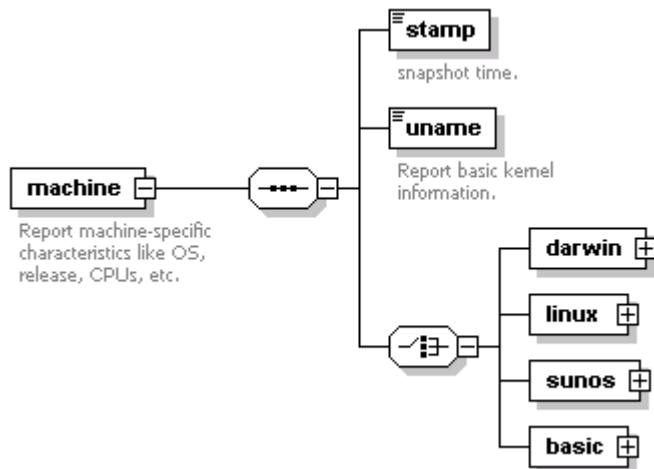 stamp
snapshot time.
uname
Report basic kernel
information.
machine
Report machine-specific
characteristics like OS,
release, CPUs, etc.
darwin
linux
sunos
basic